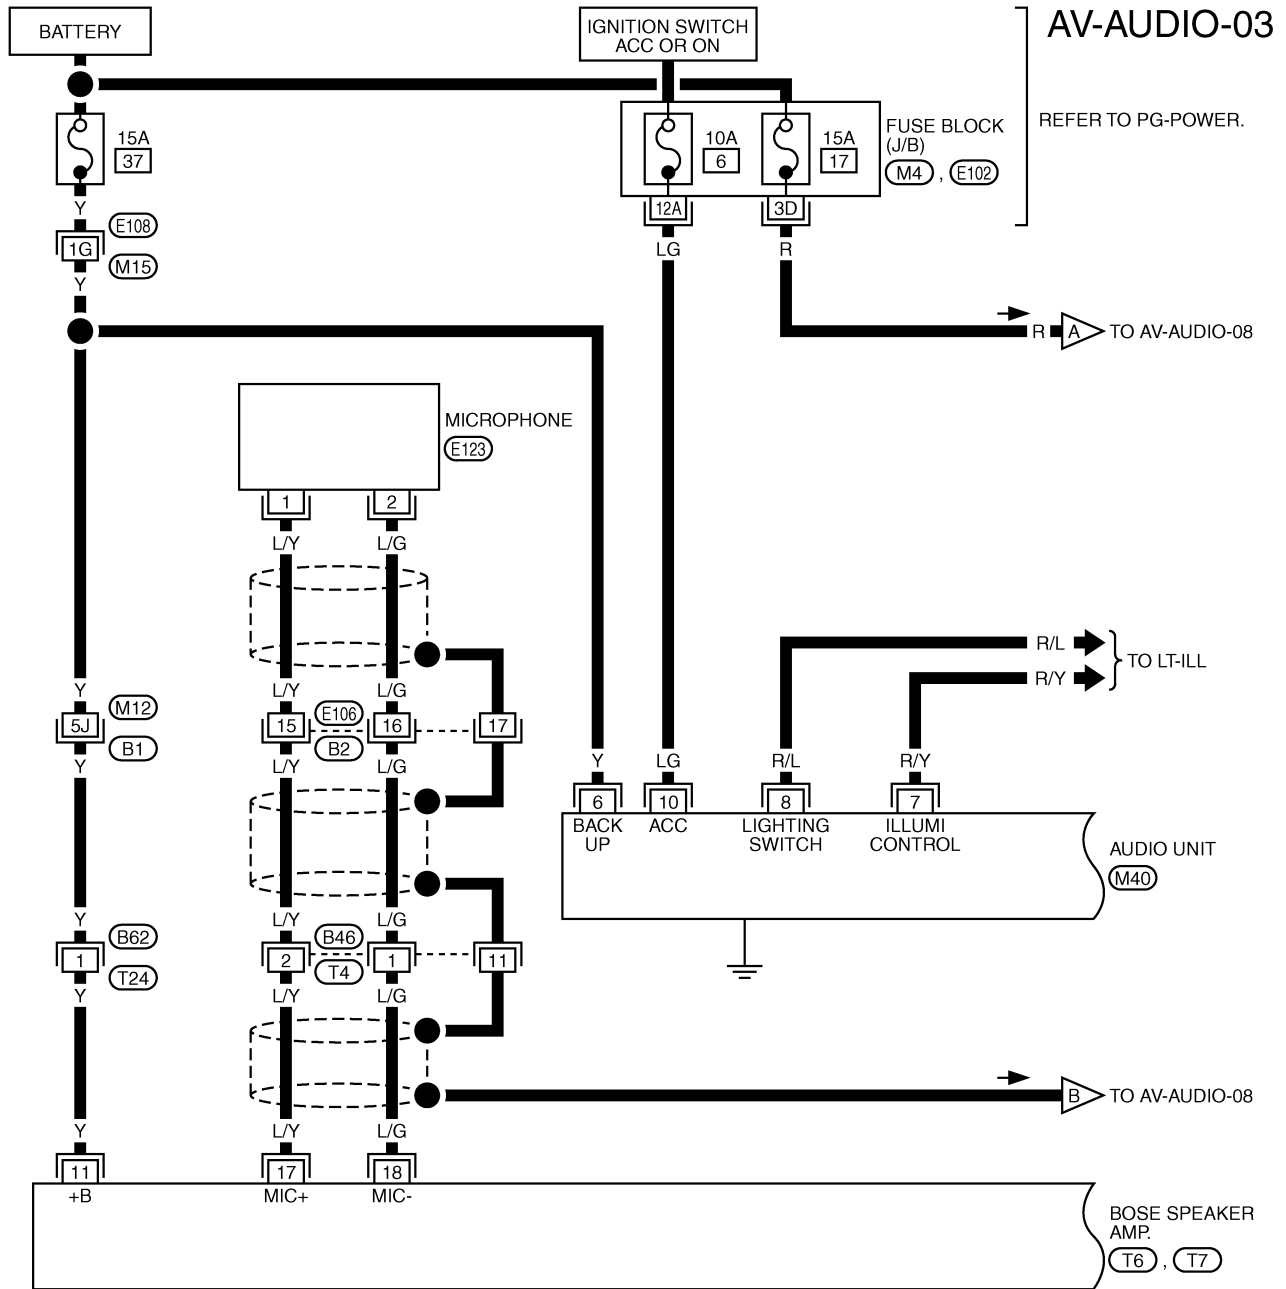 BATTERY
IGNITION SWITCH
ACC OR ON
AV-AUDIO-03
15A
37
10A
6
15A
17
FUSE BLOCK
(J/B)
M4 , E102
REFER TO PG-POWER.
12A
3D
Y
E108
1G
M15
Y
LG
R
R
A
TO AV-AUDIO-08
MICROPHONE
E123
1
2
L/Y
L/G
R/L
R/Y
TO LT-ILL
Y
L/Y
L/G
M12
5J
B1
15
E106
B2
16
17
Y
L/Y
L/G
Y
LG
R/L
R/Y
6
10
8
7
BACK
UP
ACC
LIGHTING
SWITCH
ILLUMI
CONTROL
AUDIO UNIT
M40
Y
L/Y
L/G
B62
1
T24
2
B46
T4
1
11
Y
L/Y
L/G
B
TO AV-AUDIO-08
Y
L/Y
L/G
11
17
18
+B
MIC+
MIC-
BOSE SPEAKER
AMP.
T6 , T7